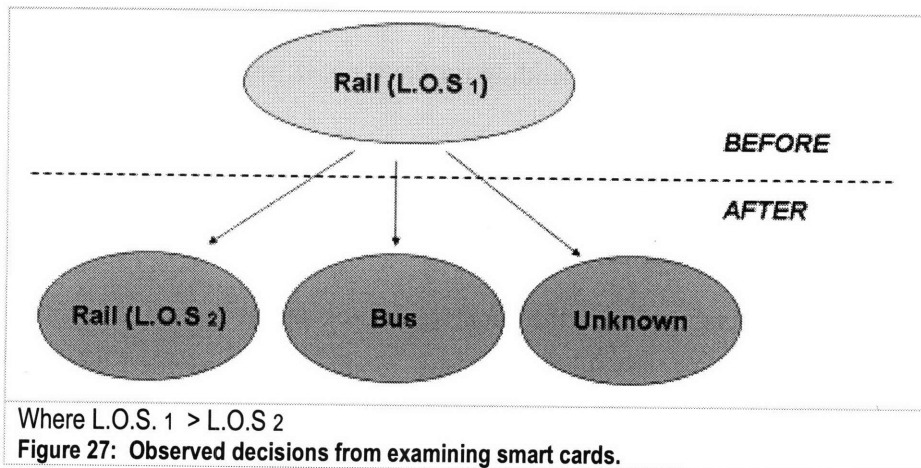 Rail (L.O.S 1)
BEFORE
AFTER
Rail (L.O.S 2)
Bus
Unknown
Where L.O.S. 1 > L.O.S 2
Figure 27: Observed decisions from examining smart cards.